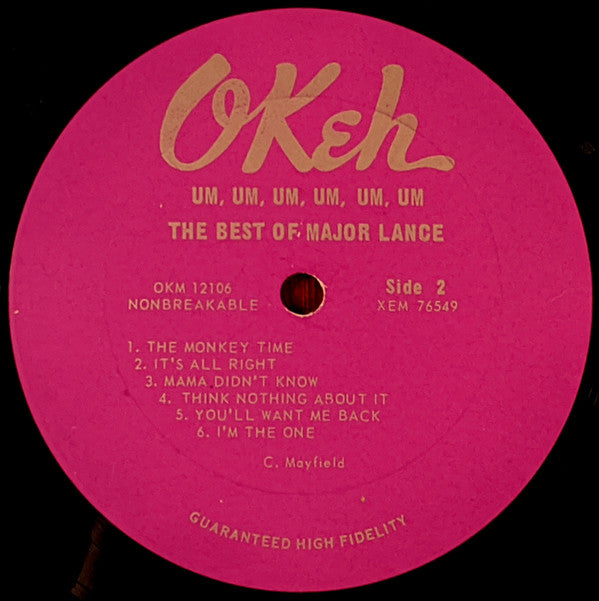 OKeh
UM, UM, UM, UM, UM, UM
THE BEST OF MAJOR LANCE
OKM 12106
NONBREAKABLE
Side 2
XEM 76549
1. THE MONKEY TIME
2. IT'S ALL RIGHT
3. MAMA DIDN'T KNOW
4. THINK NOTHING ABOUT IT
5. YOU'LL WANT ME BACK
6. I'M THE ONE
C. Mayfield
GUARANTEED HIGH FIDELITY